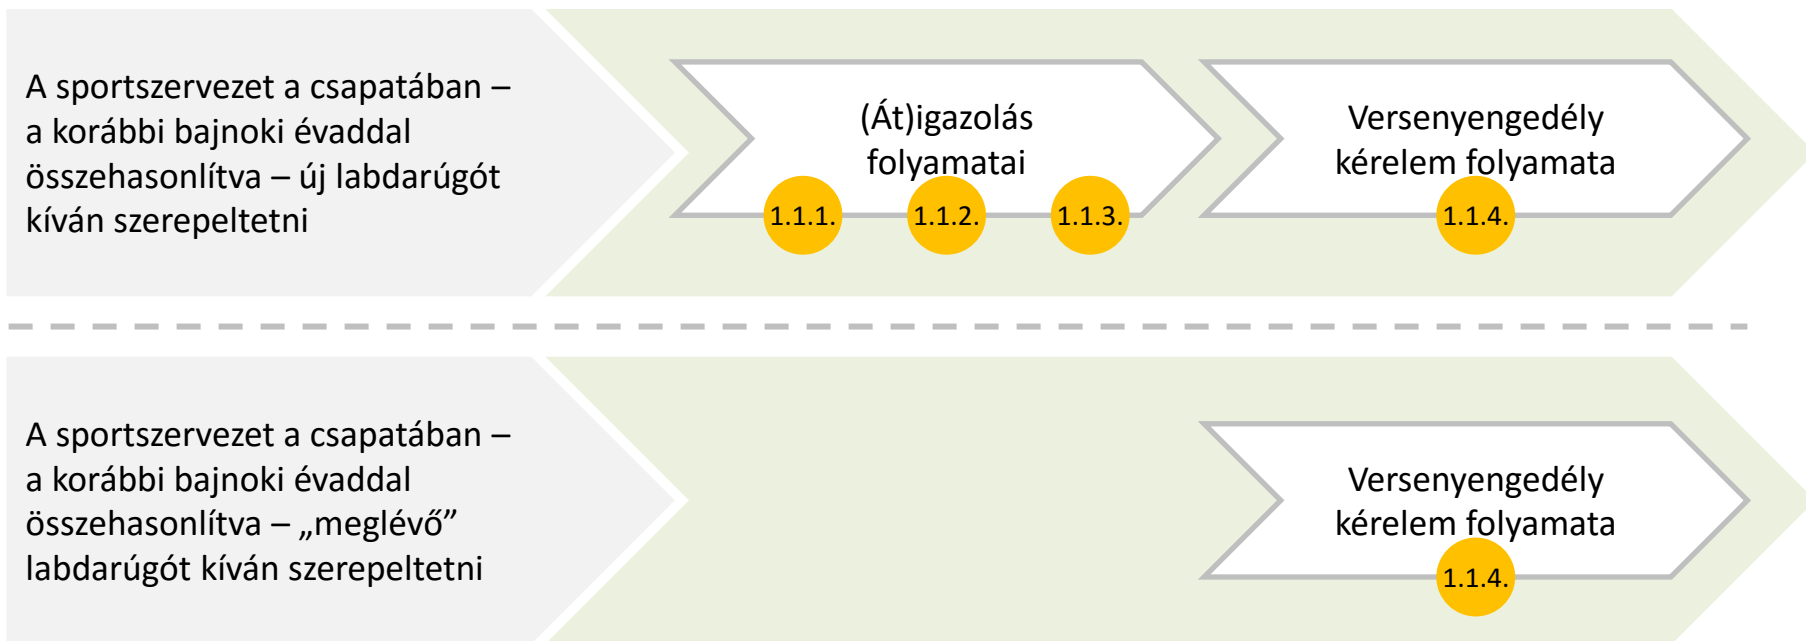 A sportszervezet a csapatában –
a korábbi bajnoki évaddal
összehasonlítva – új labdarúgót
kíván szerepeltetni
(Át)igazolás
folyamatai
1.1.1.
1.1.2.
1.1.3.
Versenyengedély
kérelem folyamata
1.1.4.
A sportszervezet a csapatában –
a korábbi bajnoki évaddal
összehasonlítva – „meglévő”
labdarúgót kíván szerepeltetni
Versenyengedély
kérelem folyamata
1.1.4.